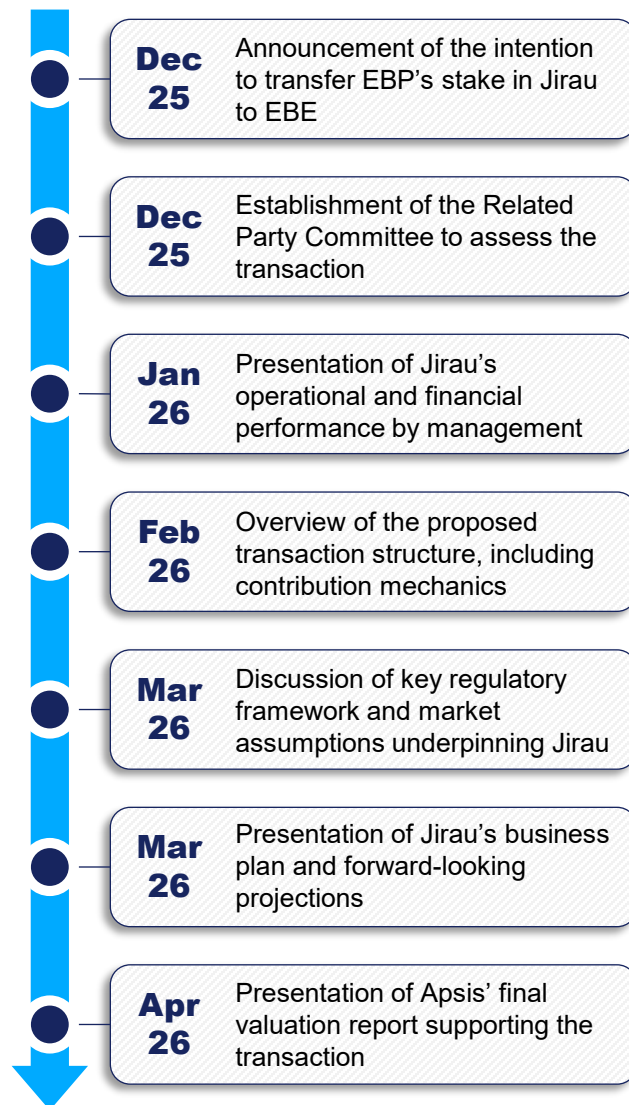 Dec
25
Announcement of the intention
to transfer EBP's stake in Jirau
to EBE
Dec
25
Establishment of the Related
Party Committee to assess the
transaction
Jan
26
Presentation of Jirau's
operational and financial
performance by management
Feb
26
Overview of the proposed
transaction structure, including
contribution mechanics
Mar
26
Discussion of key regulatory
framework and market
assumptions underpinning Jirau
Mar
26
Presentation of Jirau's business
plan and forward-looking
projections
Apr
26
Presentation of Apsis' final
valuation report supporting the
transaction